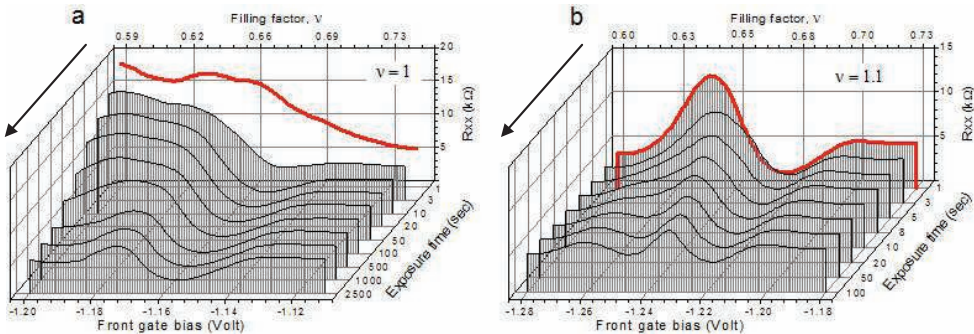 a
Filling factor, ν
0.59 0.62 0.66 0.69 0.73
ν = 1
20
15
10
5
Rxx (kΩ)
1
3
10
20
50
100
500
1000
2500
Exposure time (sec)
-1.20 -1.18 -1.16 -1.14 -1.12
Front gate bias (Volt)
b
Filling factor, ν
0.60 0.63 0.65 0.68 0.70 0.73
ν = 1.1
15
10
5
Rxx (kΩ)
1
3
5
8
10
20
50
100
Exposure time (sec)
-1.28 -1.26 -1.24 -1.22 -1.20 -1.18
Front gate bias (Volt)